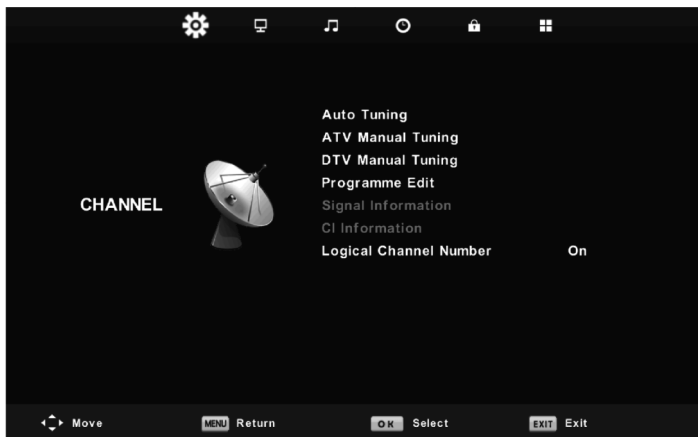 Auto Tuning
ATV Manual Tuning
DTV Manual Tuning
Programme Edit
CHANNEL
Signal Information
CI Information
Logical Channel Number On
Move MENU Return OK Select EXIT Exit